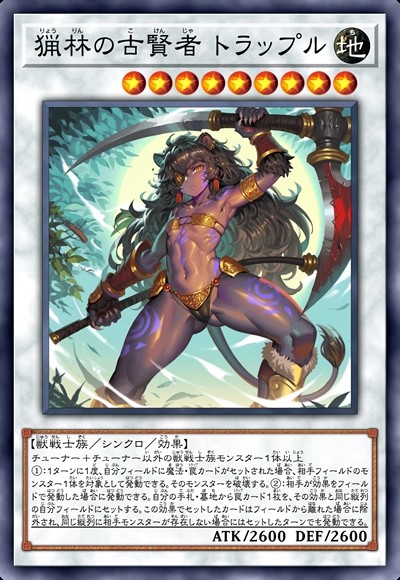 猟林の古賢者 トラップル
地
【獣戦士族／シンクロ／効果】
チューナー＋チューナー以外の獣戦士族モンスター1体以上
①：1ターンに1度、自分フィールドに魔法・罠カードがセットされた場合、相手フィールドのモ
ンスター1体を対象として発動できる。そのモンスターを破壊する。②：相手が効果をフィール
ドで発動した場合に発動できる。自分の手札・墓地から罠カード1枚を、その効果と同じ縦列
の自分フィールドにセットする。この効果でセットしたカードはフィールドから離れた場合に除
外され、同じ縦列に相手モンスターが存在しない場合にはセットしたターンでも発動できる。
ATK/2600 DEF/2600